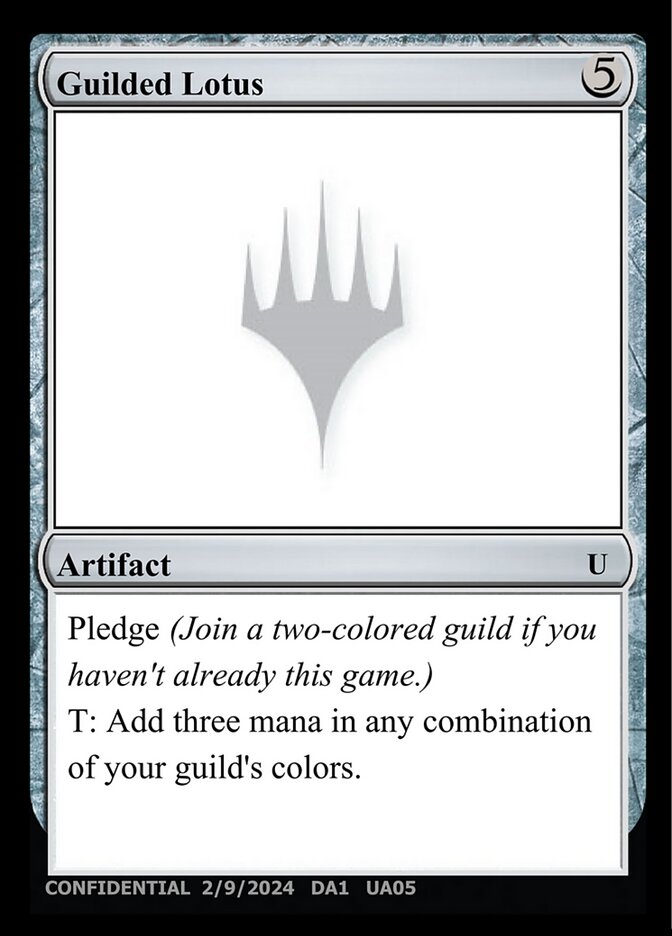 Guilded Lotus 5
Artifact U
Pledge (Join a two-colored guild if you
haven't already this game.)
T: Add three mana in any combination
of your guild's colors.
CONFIDENTIAL 2/9/2024 DA1 UA05